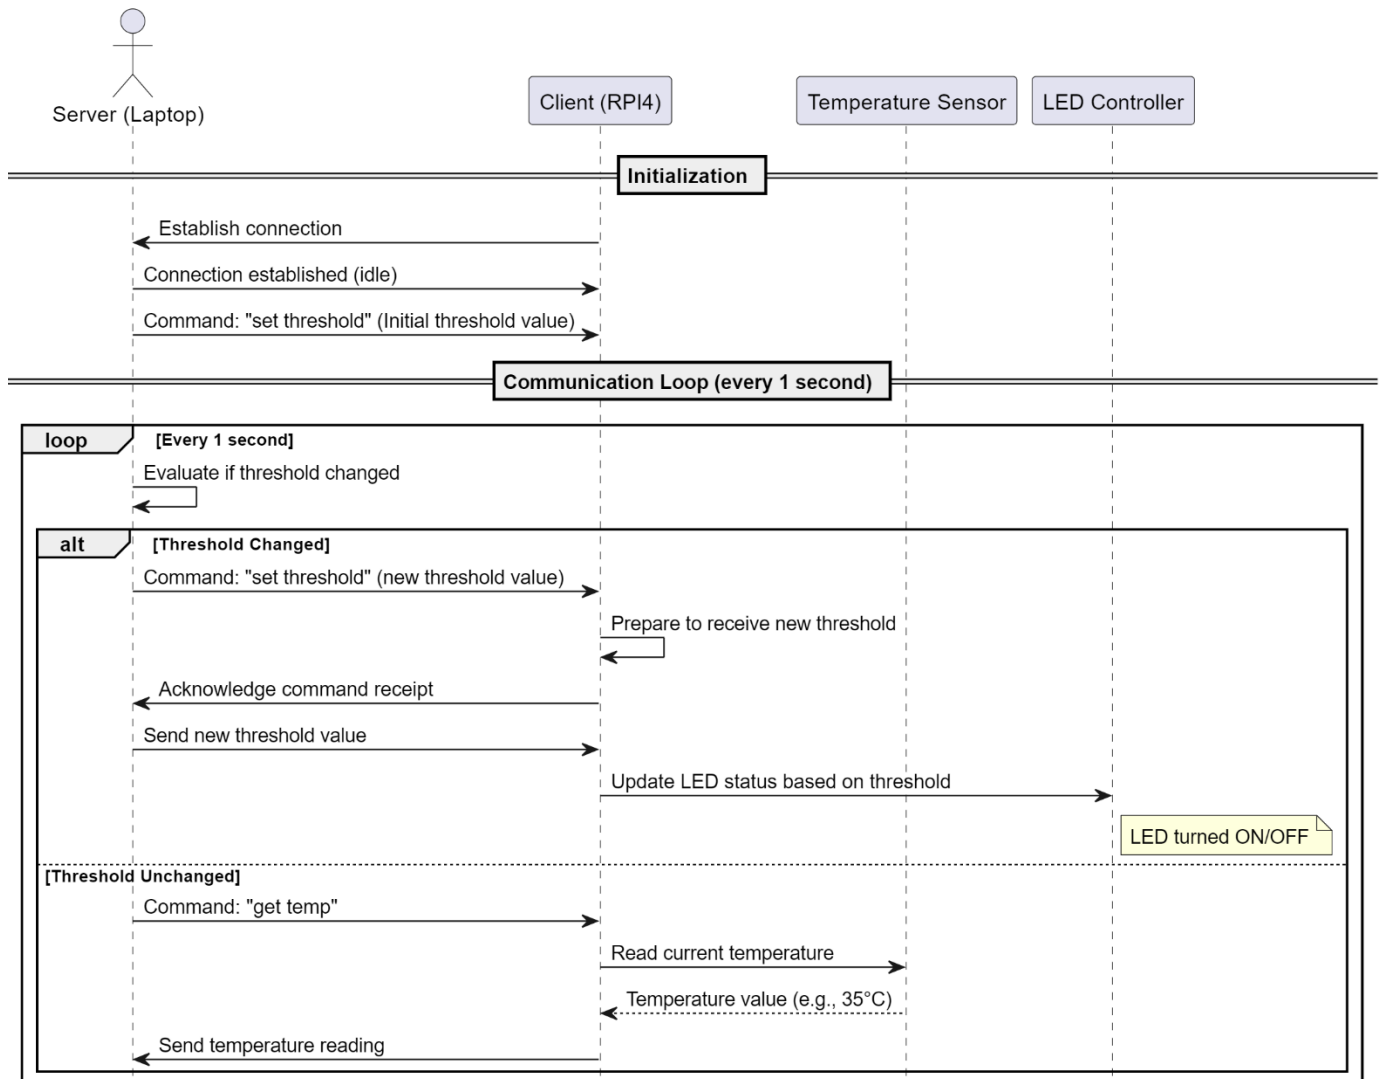 Server (Laptop)
Client (RPI4)
Temperature Sensor
LED Controller
Initialization
Establish connection
Connection established (idle)
Command: "set threshold" (Initial threshold value)
Communication Loop (every 1 second)
loop [Every 1 second]
Evaluate if threshold changed
alt [Threshold Changed]
Command: "set threshold" (new threshold value)
Prepare to receive new threshold
Acknowledge command receipt
Send new threshold value
Update LED status based on threshold
LED turned ON/OFF
[Threshold Unchanged]
Command: "get temp"
Read current temperature
Temperature value (e.g., 35°C)
Send temperature reading